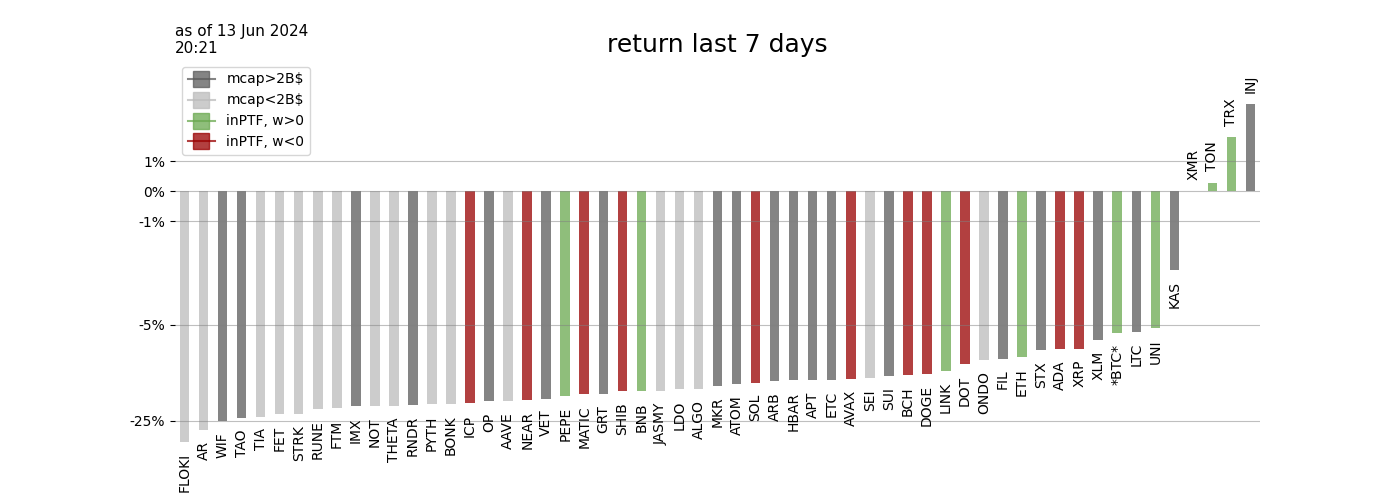 as of 13 Jun 2024
20:21
return last 7 days
mcap>2B$
mcap<2B$
inPTF, w>0
inPTF, w<0
1%
0%
-1%
-5%
-25%
FLOKI
AR
WIF
TAO
TIA
FET
STRK
RUNE
FTM
IMX
NOT
THETA
RNDR
PYTH
BONK
ICP
OP
AAVE
NEAR
VET
PEPE
MATIC
GRT
SHIB
BNB
JASMY
LDO
ALGO
MKR
ATOM
SOL
ARB
HBAR
APT
ETC
AVAX
SEI
SUI
BCH
DOGE
LINK
DOT
ONDO
FIL
ETH
STX
ADA
XRP
XLM
*BTC*
LTC
UNI
KAS
XMR
TON
TRX
INJ